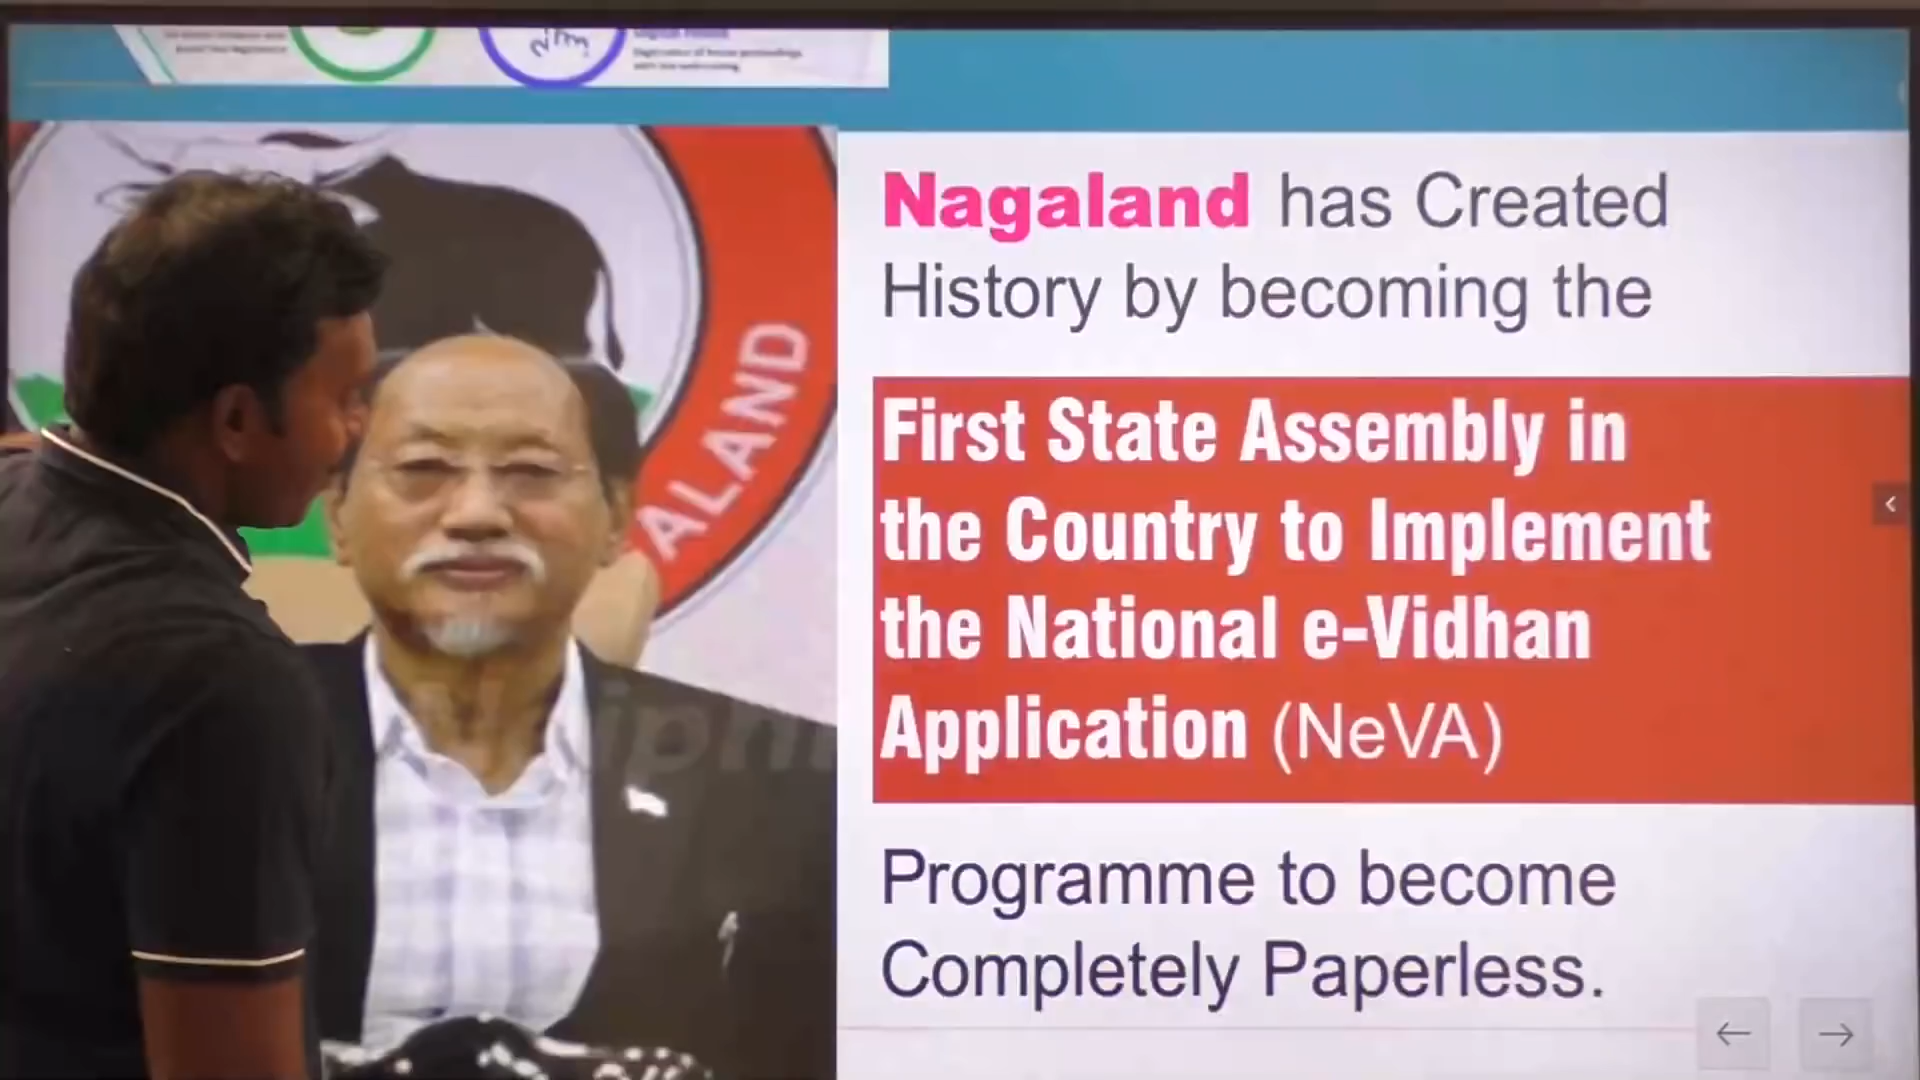 Nagaland has Created
History by becoming the
First State Assembly in
the Country to Implement
the National e-Vidhan
Application (NeVA)
Programme to become
Completely Paperless.
ALAND